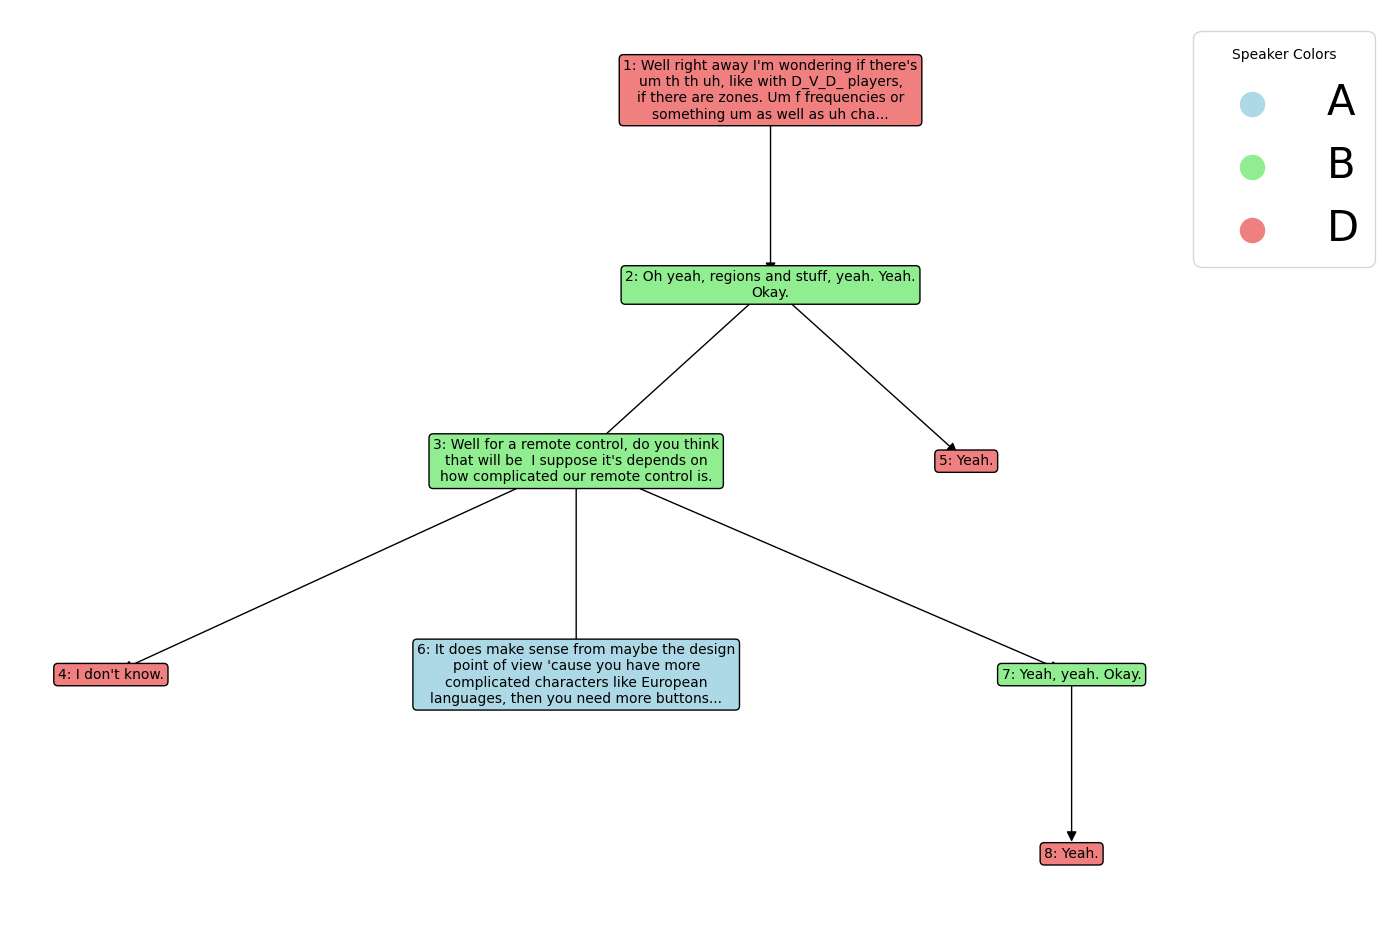 1: Well right away I'm wondering if there's
um th th uh, like with D_V_D_ players,
if there are zones. Um f frequencies or
something um as well as uh cha...
Speaker Colors
A
B
D
2: Oh yeah, regions and stuff, yeah. Yeah.
Okay.
3: Well for a remote control, do you think
that will be  I suppose it's depends on
how complicated our remote control is.
5: Yeah.
4: I don't know.
6: It does make sense from maybe the design
point of view 'cause you have more
complicated characters like European
languages, then you need more buttons...
7: Yeah, yeah. Okay.
8: Yeah.